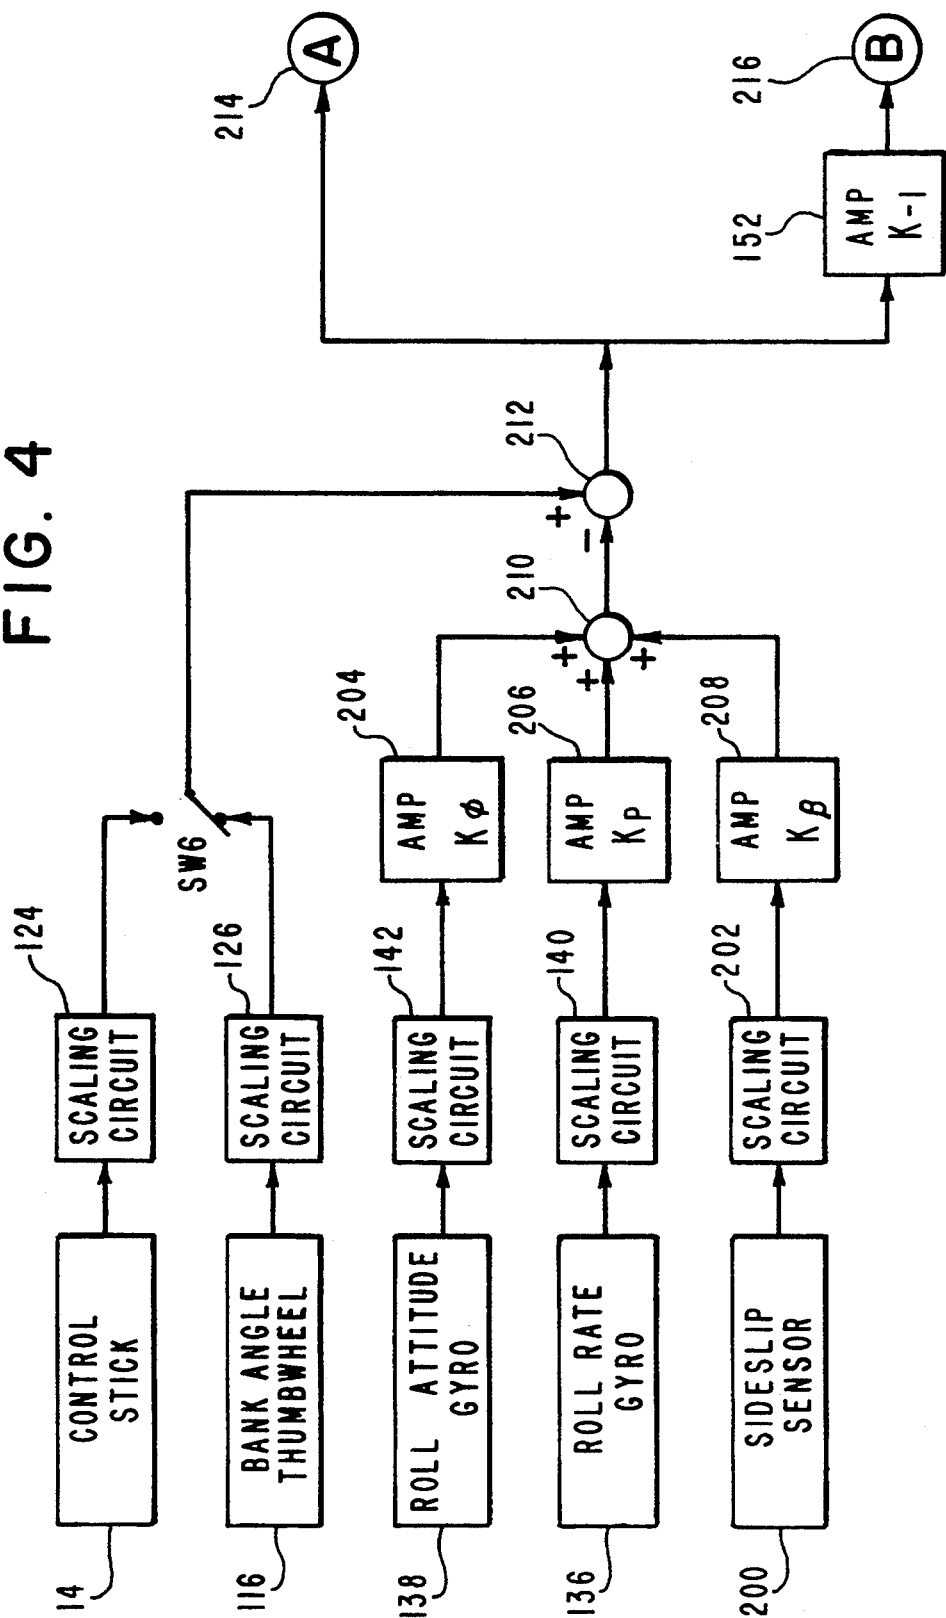 FIG. 4
14
CONTROL
STICK
SCALING
CIRCUIT
124
116
BANK ANGLE
THUMBWHEEL
SCALING
CIRCUIT
126
SW6
138
ROLL ATTITUDE
GYRO
SCALING
CIRCUIT
142
AMP
Kφ
204
136
ROLL RATE
GYRO
SCALING
CIRCUIT
140
AMP
KP
206
200
SIDESLIP
SENSOR
SCALING
CIRCUIT
202
AMP
Kβ
208
+
+
+
210
+
-
212
214
A
152
AMP
K-1
216
B